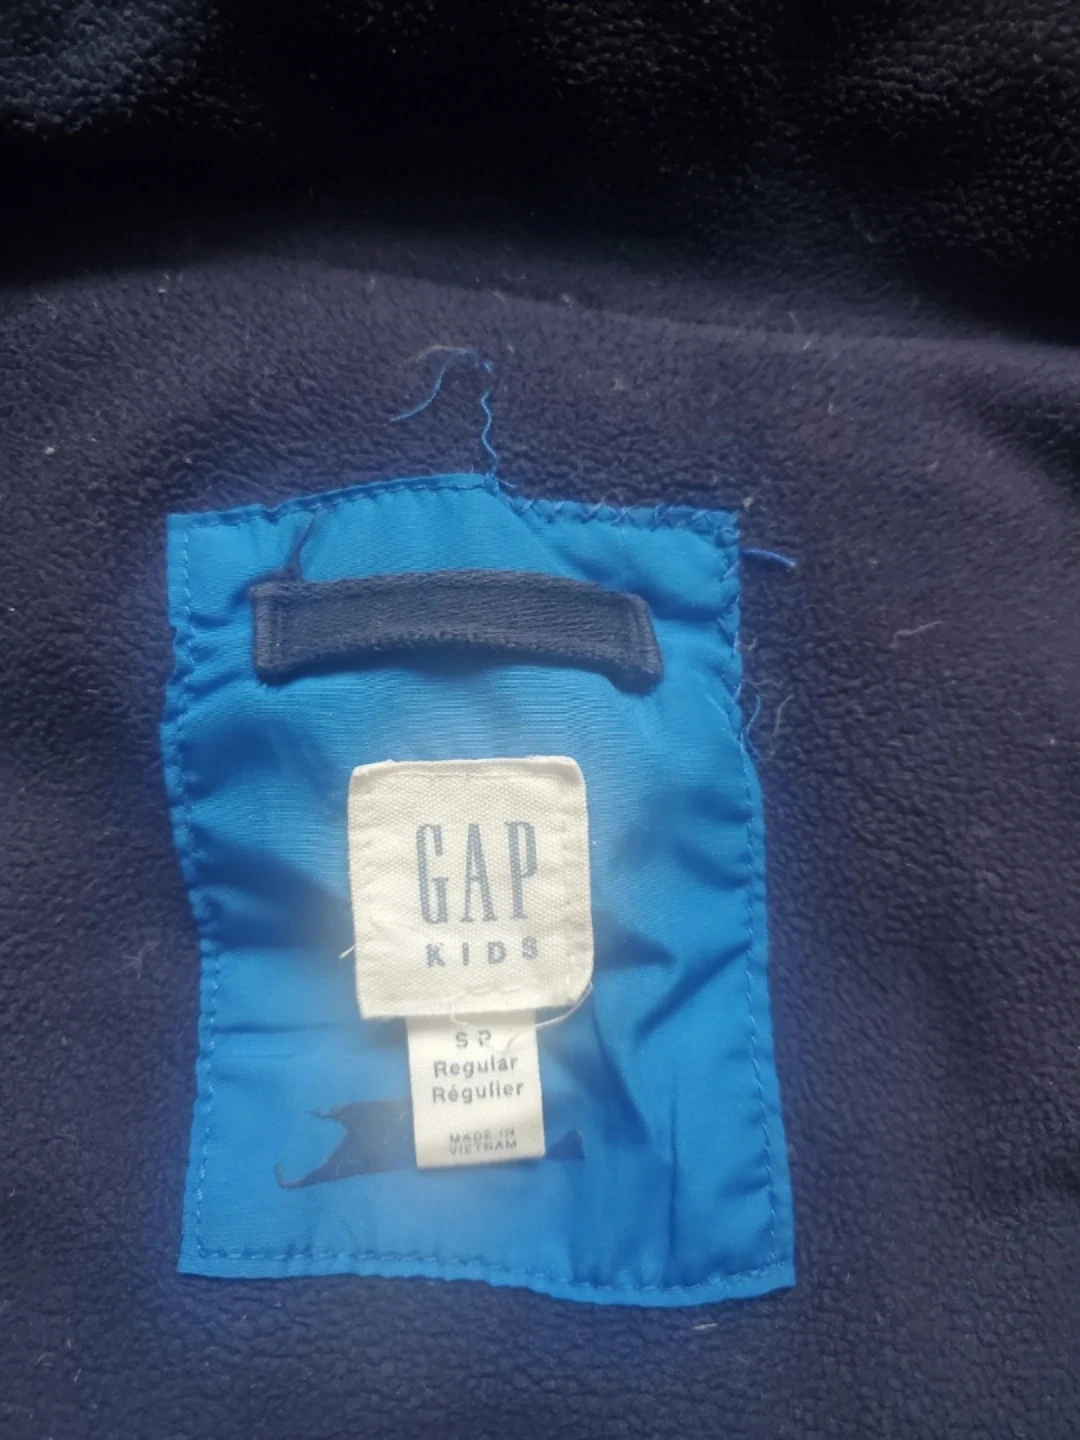 GAP
KIDS
S P
Regular
Régulier
MADE IN
VIETNAM